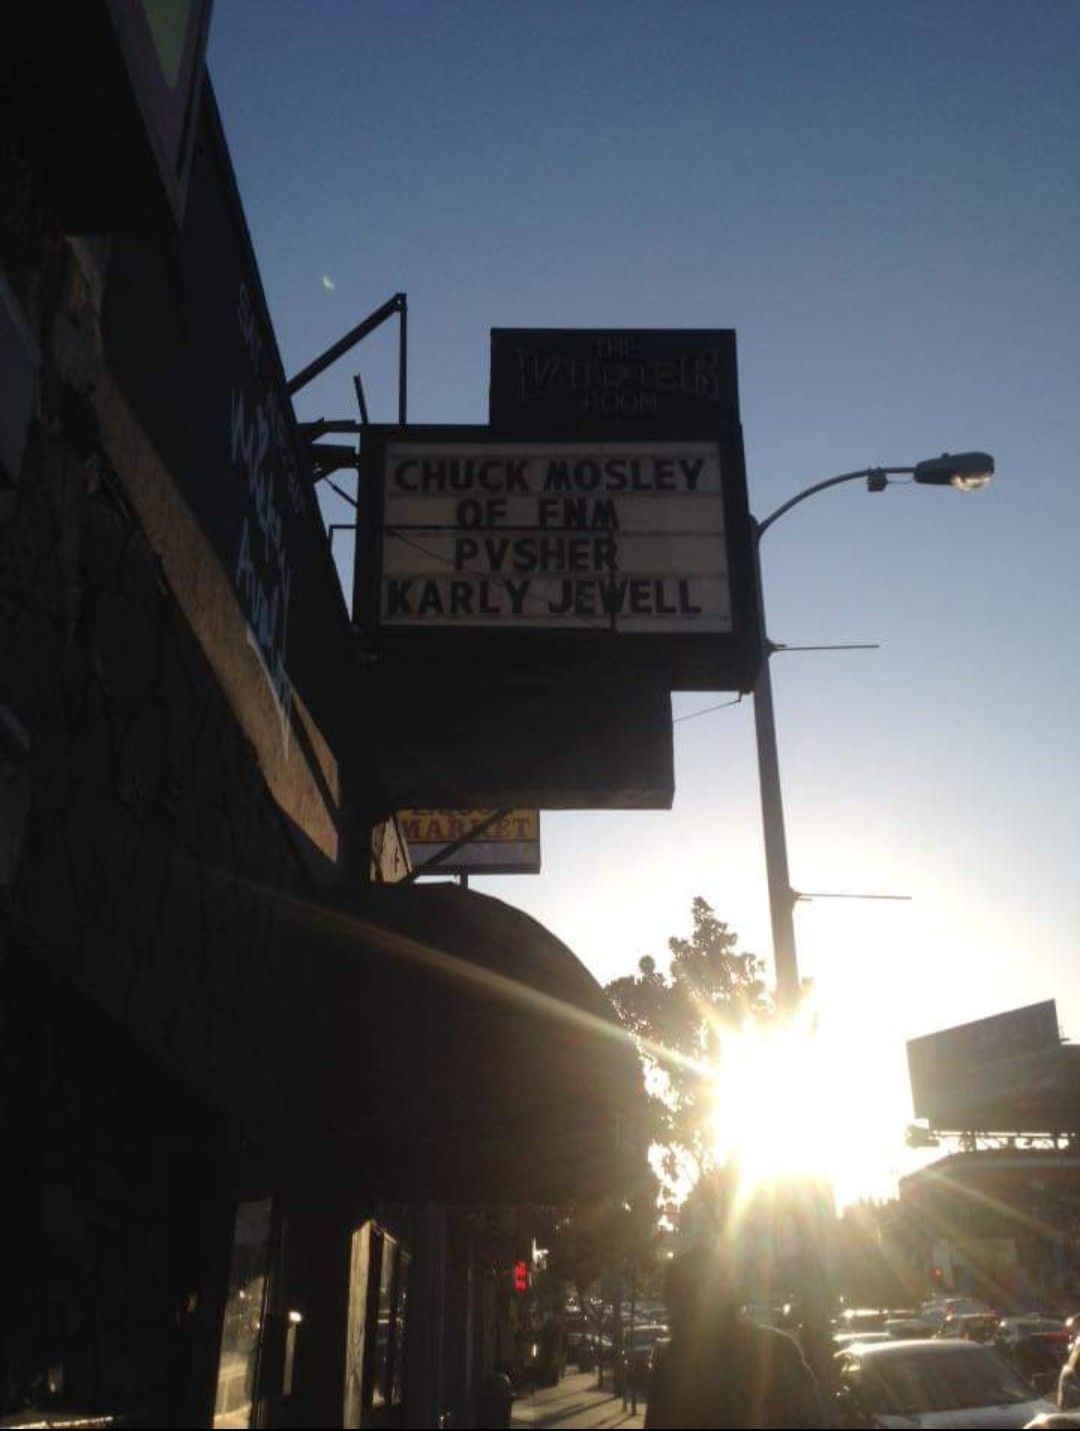 THE
VIPER
ROOM
CHUCK MOSLEY
OF FNM
PVSHER
KARLY JEWELL
MARKET